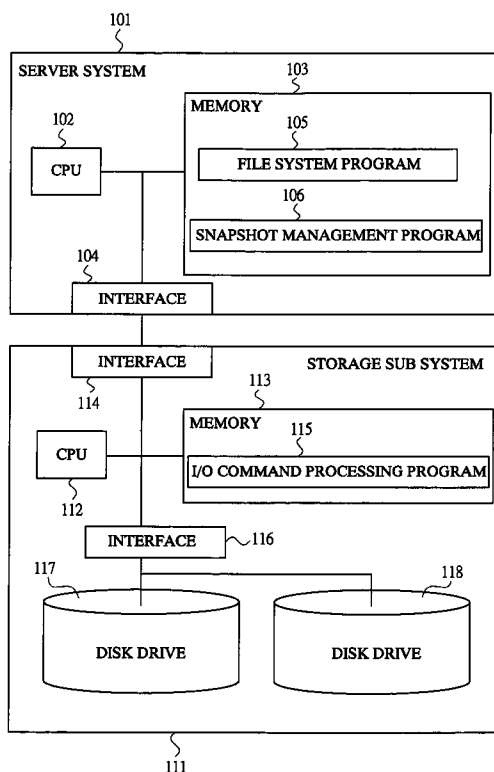 101
SERVER SYSTEM
103
MEMORY
102
CPU
105
FILE SYSTEM PROGRAM
106
SNAPSHOT MANAGEMENT PROGRAM
104
INTERFACE
INTERFACE
STORAGE SUB SYSTEM
114
113
MEMORY
115
CPU
I/O COMMAND PROCESSING PROGRAM
112
INTERFACE
116
117
118
DISK DRIVE
DISK DRIVE
111